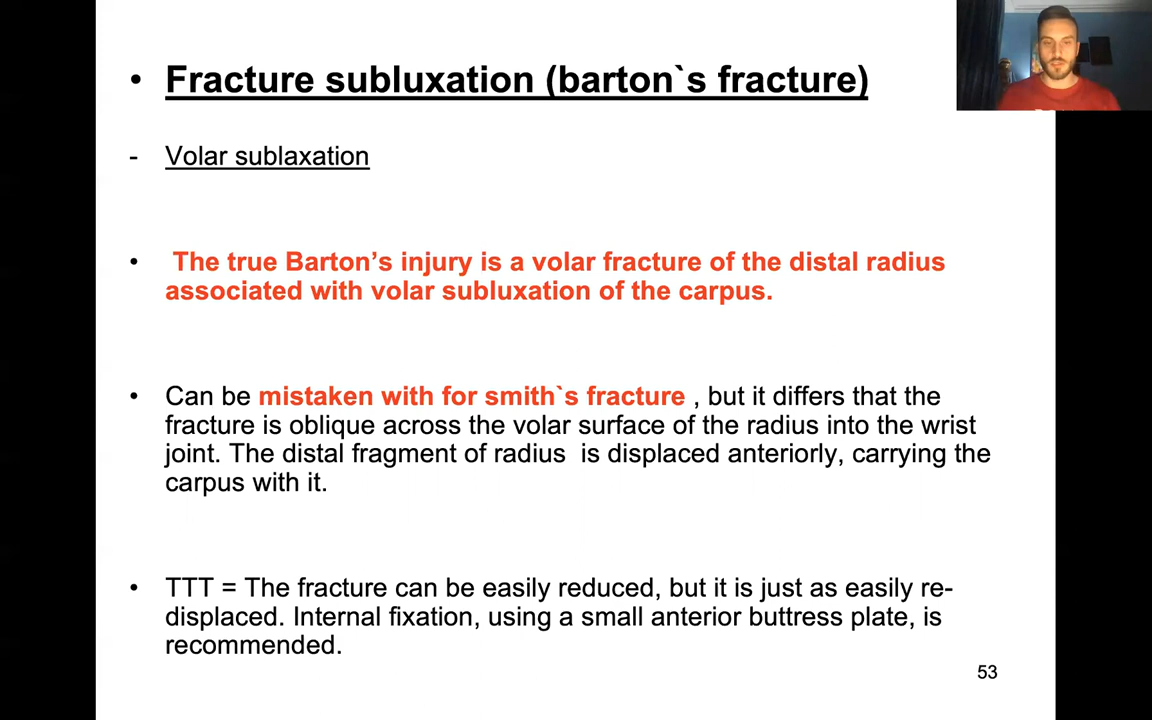 • Fracture subluxation (barton`s fracture)
- Volar sublaxation
• The true Barton’s injury is a volar fracture of the distal radius
associated with volar subluxation of the carpus.
• Can be mistaken with for smith`s fracture , but it differs that the
fracture is oblique across the volar surface of the radius into the wrist
joint. The distal fragment of radius is displaced anteriorly, carrying the
carpus with it.
• TTT = The fracture can be easily reduced, but it is just as easily re-
displaced. Internal fixation, using a small anterior buttress plate, is
recommended.
53